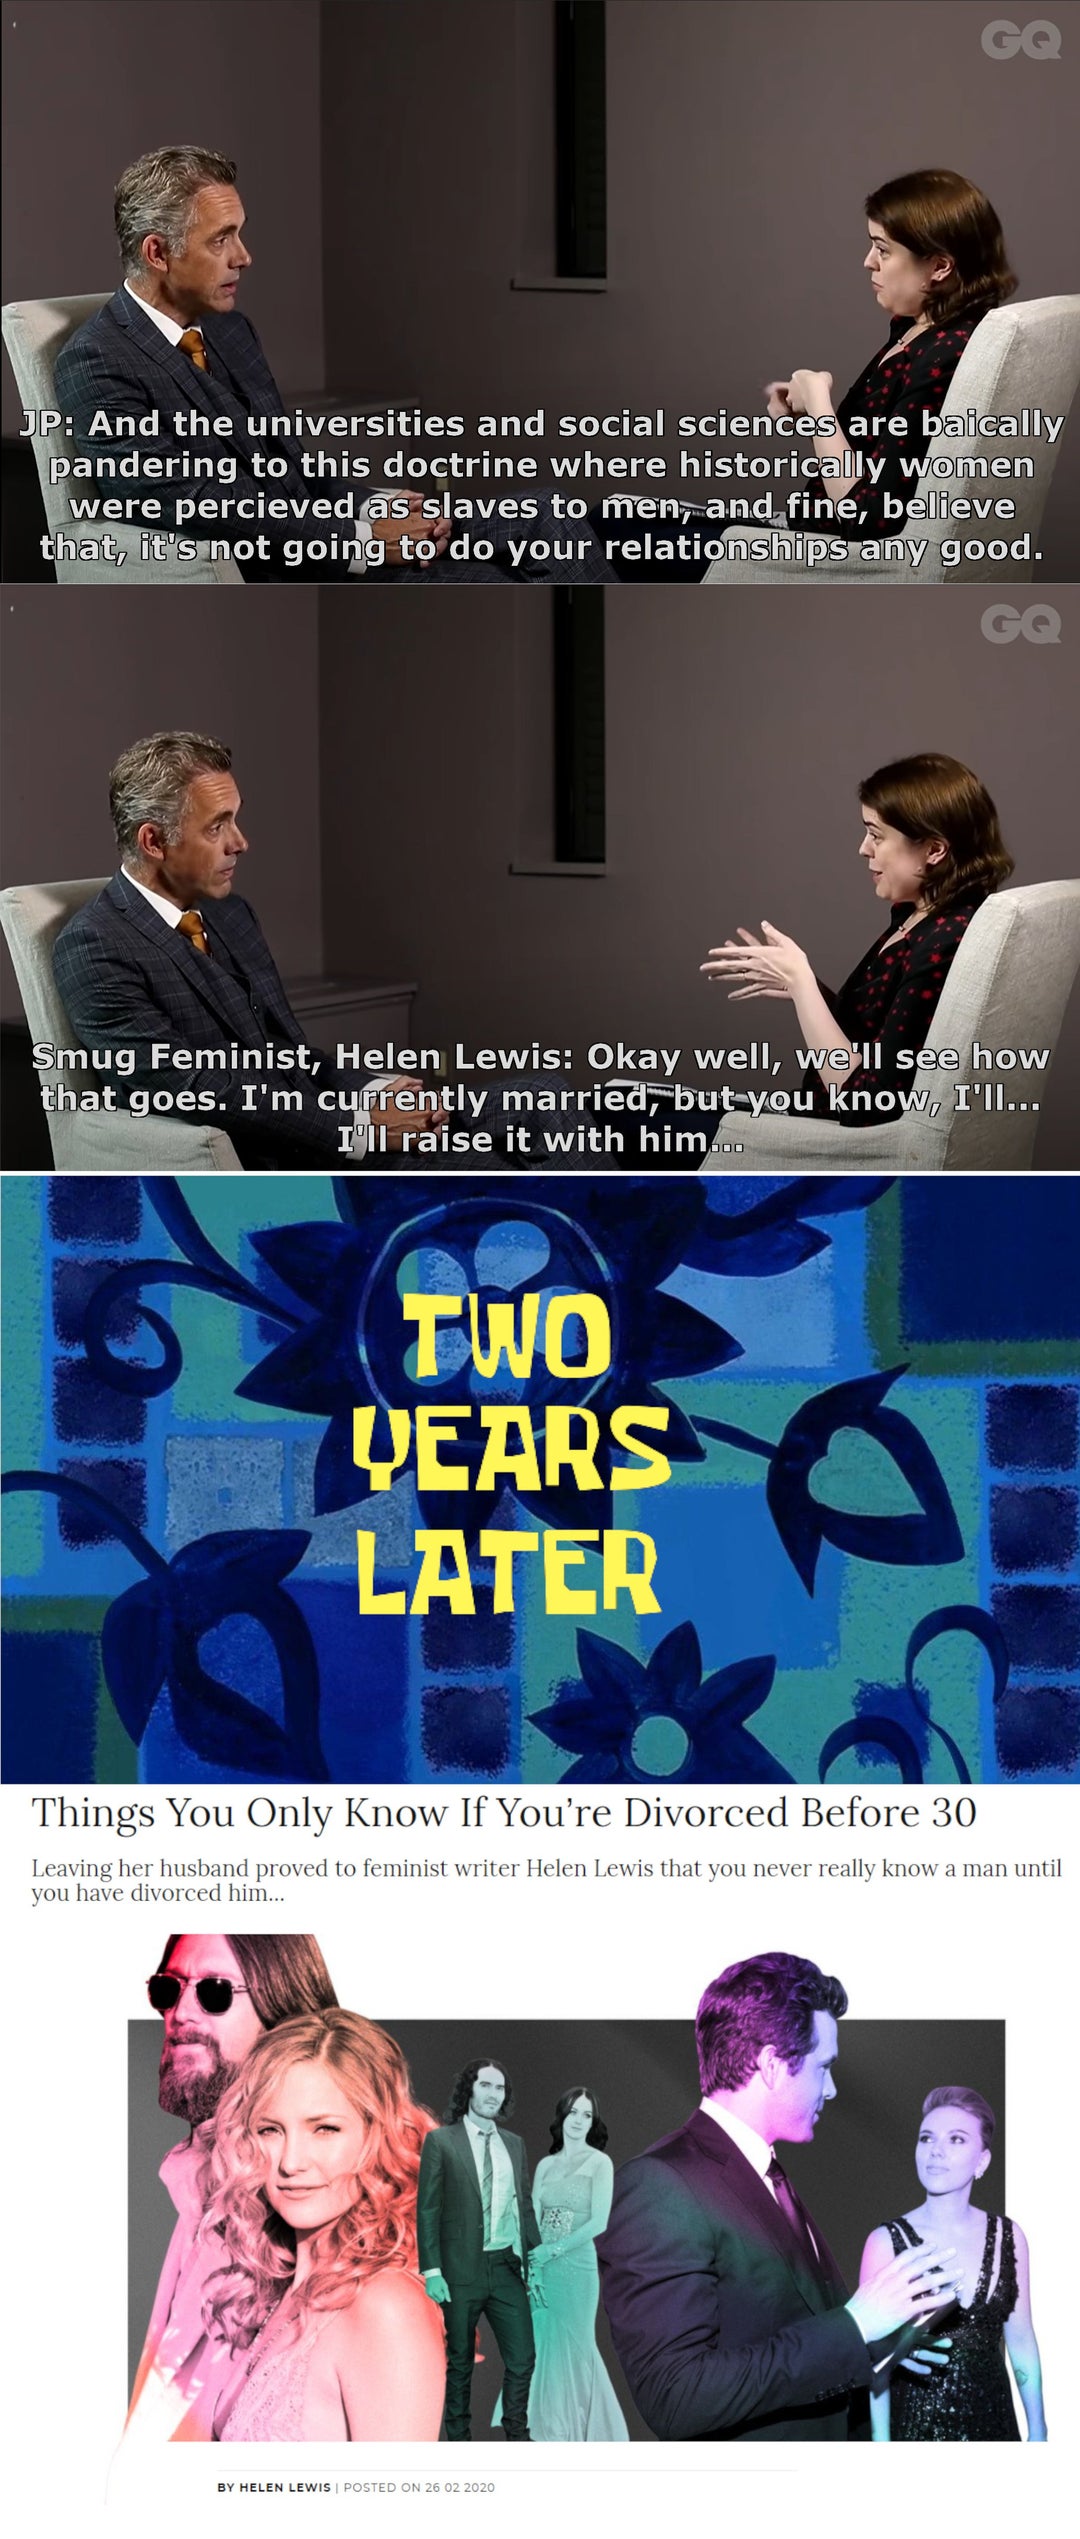 GQ
JP: And the universities and social sciences are baically
pandering to this doctrine where historically women
were percieved as slaves to men, and fine, believe
that, it's not going to do your relationships any good.
GQ
Smug Feminist, Helen Lewis: Okay well, we'll see how
that goes. I'm currently married, but you know, I'll...
I'll raise it with him...
TWO
YEARS
LATER
Things You Only Know If You’re Divorced Before 30
Leaving her husband proved to feminist writer Helen Lewis that you never really know a man until
you have divorced him...
BY HELEN LEWIS | POSTED ON 26 02 2020